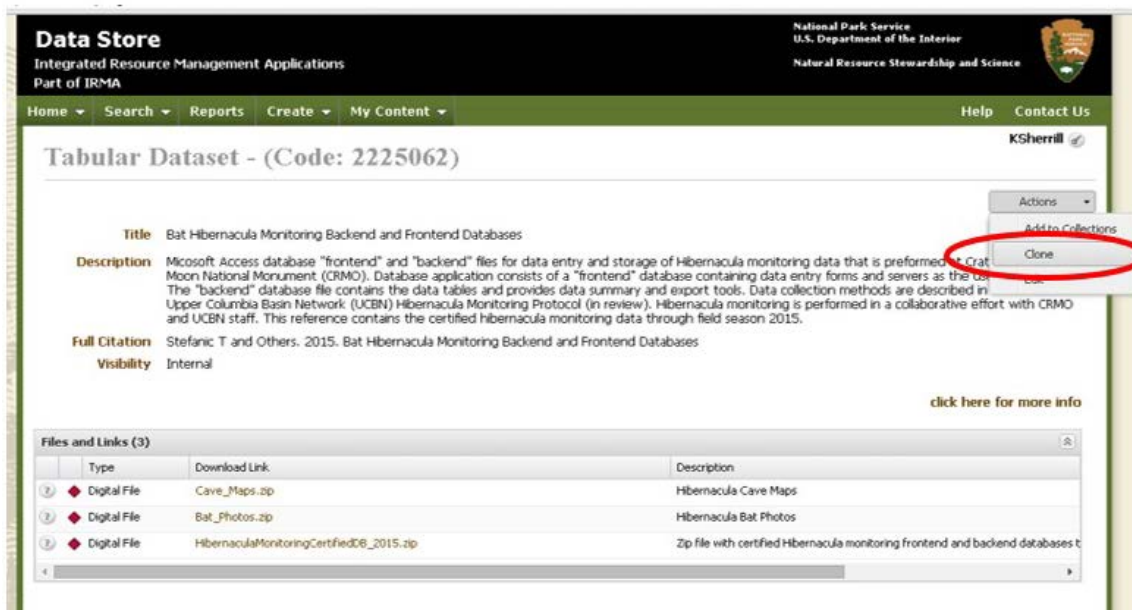 Data Store
Integrated Resource Management Applications
Part of IRMA
National Park Service
U.S. Department of the Interior
Natural Resource Stewardship and Science
Home Search Reports Create My Content Help Contact Us
KSherrill
Tabular Dataset - (Code: 2225062)
Actions
Add to Collections
Clone
Edit
Title Bat Hibernacula Monitoring Backend and Frontend Databases
Description Micosoft Access database "frontend" and "backend" files for data entry and storage of Hibernacula monitoring data that is preformed at Crat
Moon National Monument (CRMO). Database application consists of a "frontend" database containing data entry forms and servers as the us
The "backend" database file contains the data tables and provides data summary and export tools. Data collection methods are described in
Upper Columbia Basin Network (UCBN) Hibernacula Monitoring Protocol (in review). Hibernacula monitoring is performed in a collaborative effort with CRMO
and UCBN staff. This reference contains the certified hibernacula monitoring data through field season 2015.
Full Citation Stefanic T and Others. 2015. Bat Hibernacula Monitoring Backend and Frontend Databases
Visibility Internal
click here for more info
Files and Links (3)
Type Download Link Description
Digital File Cave_Maps.zip Hibernacula Cave Maps
Digital File Bat_Photos.zip Hibernacula Bat Photos
Digital File HibernaculaMonitoringCertifiedDB_2015.zip Zip file with certified Hibernacula monitoring frontend and backend databases t